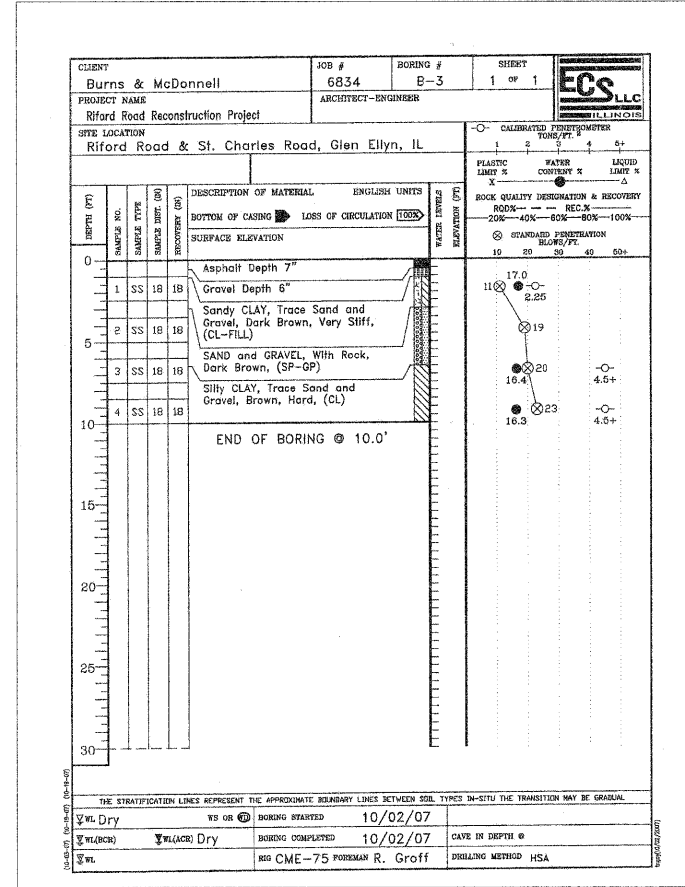 CLIENT JOB # BORING # SHEET
Burns & McDonnell 6834 B-3 1 OF 1
ECS LLC
ILLINOIS
PROJECT NAME ARCHITECT-ENGINEER
Riford Road Reconstruction Project
SITE LOCATION
Riford Road & St. Charles Road, Glen Ellyn, IL
-O- CALIBRATED PENETROMETER
TONS/FT. 2
1 2 3 4 5+
PLASTIC WATER LIQUID
LIMIT % CONTENT % LIMIT %
X Δ
ROCK QUALITY DESIGNATION & RECOVERY
RQD%— — — REC.%———
20%—40%—60%—80%—100%
⊗ STANDARD PENETRATION
BLOWS/FT.
10 20 30 40 50+
DEPTH (FT)
SAMPLE NO.
SAMPLE TYPE
SAMPLE DIST. (IN)
RECOVERY (IN)
DESCRIPTION OF MATERIAL ENGLISH UNITS
BOTTOM OF CASING LOSS OF CIRCULATION 100%
SURFACE ELEVATION
WATER LEVELS
ELEVATION (FT)
0
Asphalt Depth 7"
1 SS 18 18 Gravel Depth 6"
17.0
11
2.25
Sandy CLAY, Trace Sand and
Gravel, Dark Brown, Very Stiff,
(CL-FILL)
2 SS 18 18
19
5
SAND and GRAVEL, With Rock,
Dark Brown, (SP-GP)
3 SS 18 18
20
16.4 4.5+
Silty CLAY, Trace Sand and
Gravel, Brown, Hard, (CL)
4 SS 18 18
23
16.3 4.5+
10
END OF BORING @ 10.0'
15
20
25
30
THE STRATIFICATION LINES REPRESENT THE APPROXIMATE BOUNDARY LINES BETWEEN SOIL TYPES IN-SITU THE TRANSITION MAY BE GRADUAL
WL Dry WS OR WD BORING STARTED 10/02/07
WL(BCR) WL(ACR) Dry BORING COMPLETED 10/02/07 CAVE IN DEPTH @
WL RIG CME-75 FOREMAN R. Groff DRILLING METHOD HSA
(10-03-07) (10-19-07) (10-19-07)